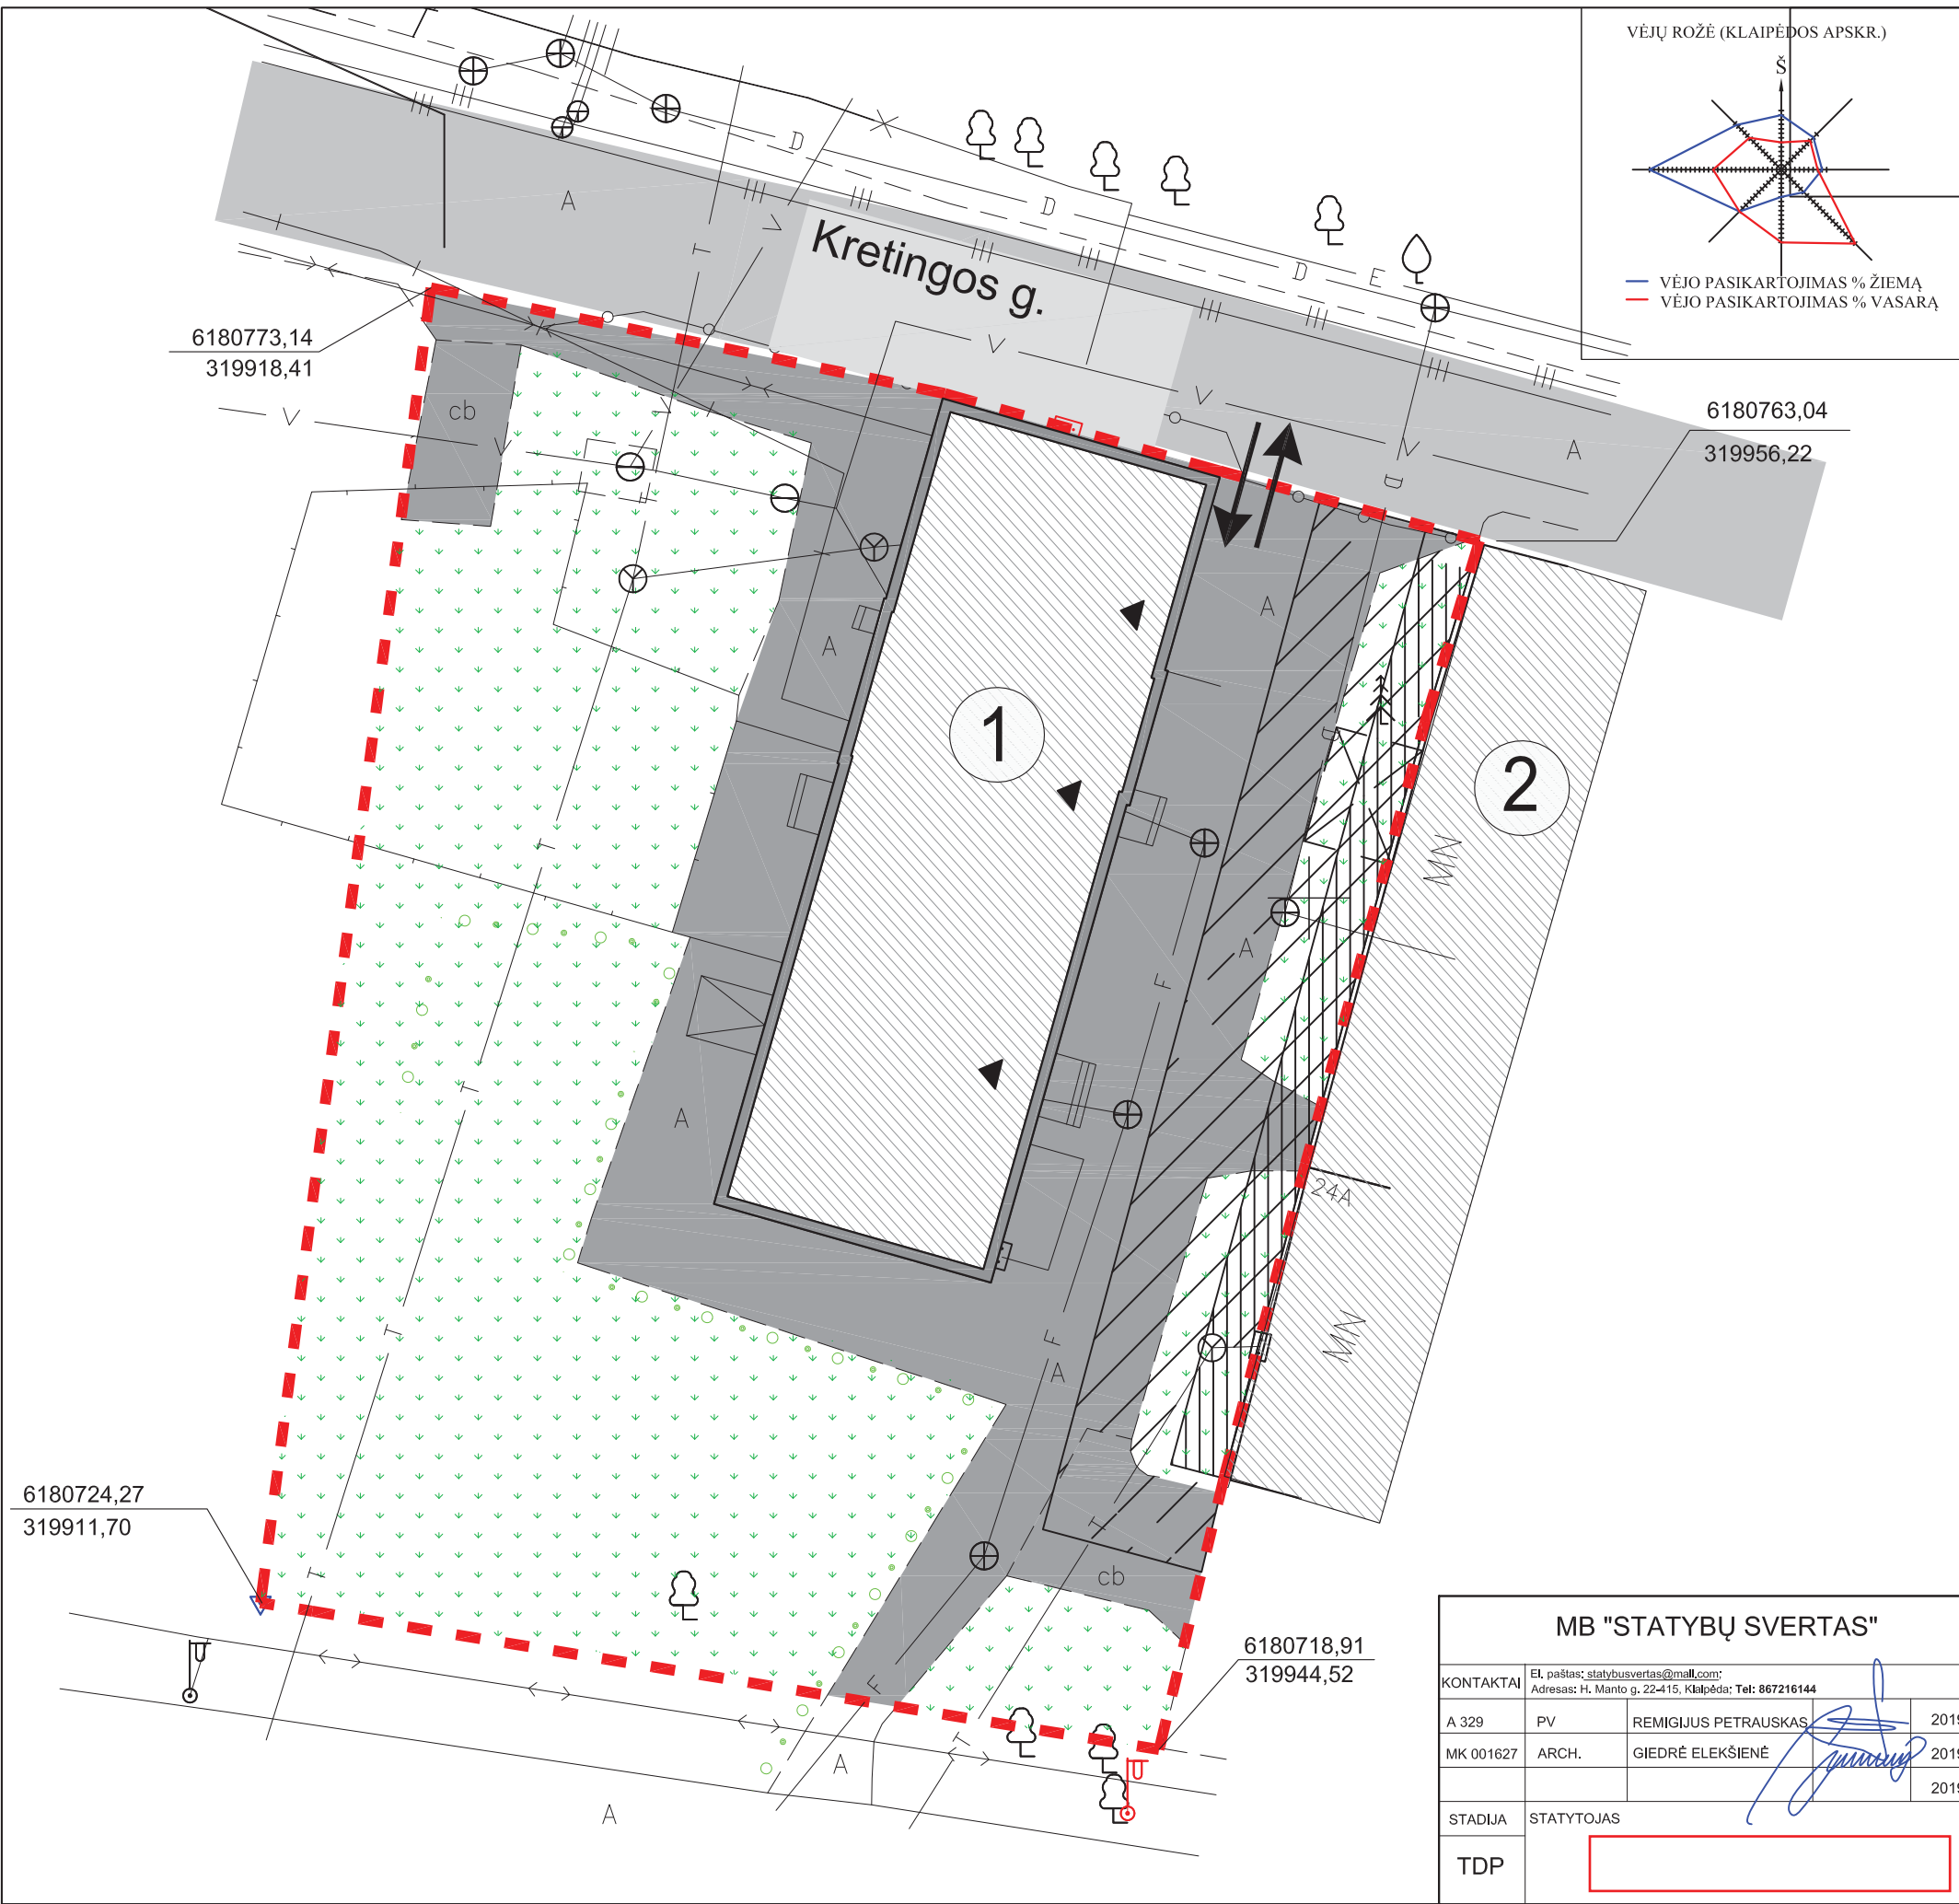 VĖJŲ ROŽĖ (KLAIPĖDOS APSKR.)
Š
VĖJO PASIKARTOJIMAS % ŽIEMĄ
VĖJO PASIKARTOJIMAS % VASARĄ
D
D
D
E
A
T
V
Kretingos g.
V
V
V
A
D
6180773,14
319918,41
6180763,04
319956,22
cb
V
V
T
A
A
1
2
D
T
A
F
T
A
24A
T
F
A
6180724,27
319911,70
T
T
cb
6180718,91
319944,52
F
T
A
A
MB "STATYBŲ SVERTAS"
KONTAKTAI
El. paštas: statybusvertas@mail.com;
Adresas: H. Manto g. 22-415, Klaipėda; Tel: 867216144
A 329 PV REMIGIJUS PETRAUSKAS 2019
MK 001627 ARCH. GIEDRĖ ELEKŠIENĖ 2019
2019
STADIJA STATYTOJAS
TDP